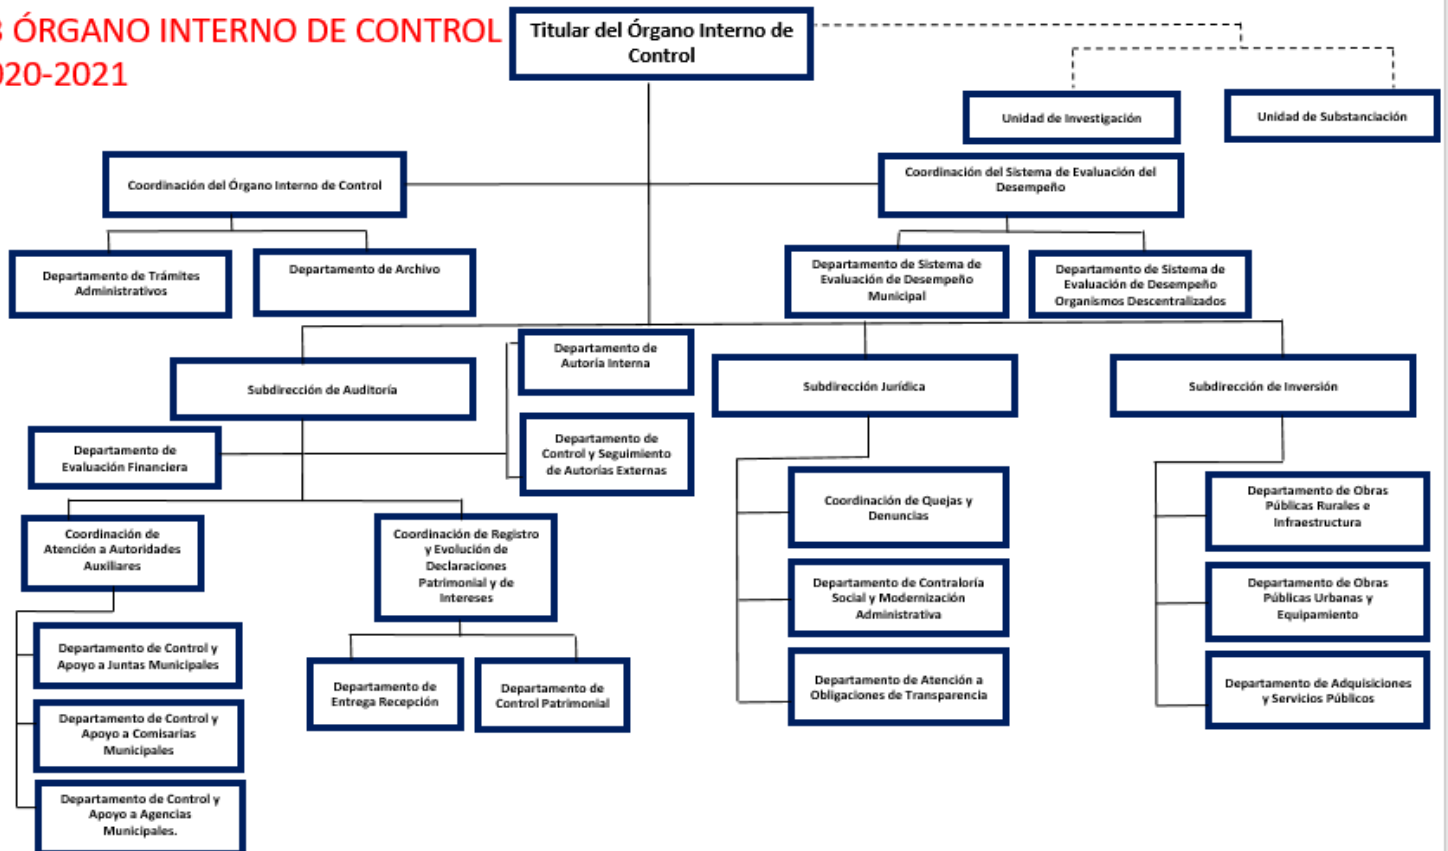 ÓRGANO INTERNO DE CONTROL
020-2021
Titular del Órgano Interno de
Control
Unidad de Investigación
Unidad de Substanciación
Coordinación del Órgano Interno de Control
Coordinación del Sistema de Evaluación del
Desempeño
Departamento de Trámites
Administrativos
Departamento de Archivo
Departamento de Sistema de
Evaluación de Desempeño
Municipal
Departamento de Sistema de
Evaluación de Desempeño
Organismos Descentralizados
Subdirección de Auditoría
Departamento de
Autoría Interna
Subdirección Jurídica
Subdirección de Inversión
Departamento de
Evaluación Financiera
Departamento de
Control y Seguimiento
de Autorías Externas
Coordinación de
Atención a Autoridades
Auxiliares
Coordinación de Registro
y Evolución de
Declaraciones
Patrimonial y de
Intereses
Coordinación de Quejas y
Denuncias
Departamento de Obras
Públicas Rurales e
Infraestructura
Departamento de Contraloría
Social y Modernización
Administrativa
Departamento de Obras
Públicas Urbanas y
Equipamiento
Departamento de Control y
Apoyo a Juntas Municipales
Departamento de
Entrega Recepción
Departamento de
Control Patrimonial
Departamento de Atención a
Obligaciones de Transparencia
Departamento de Adquisiciones
y Servicios Públicos
Departamento de Control y
Apoyo a Comisarías
Municipales
Departamento de Control y
Apoyo a Agencias
Municipales.